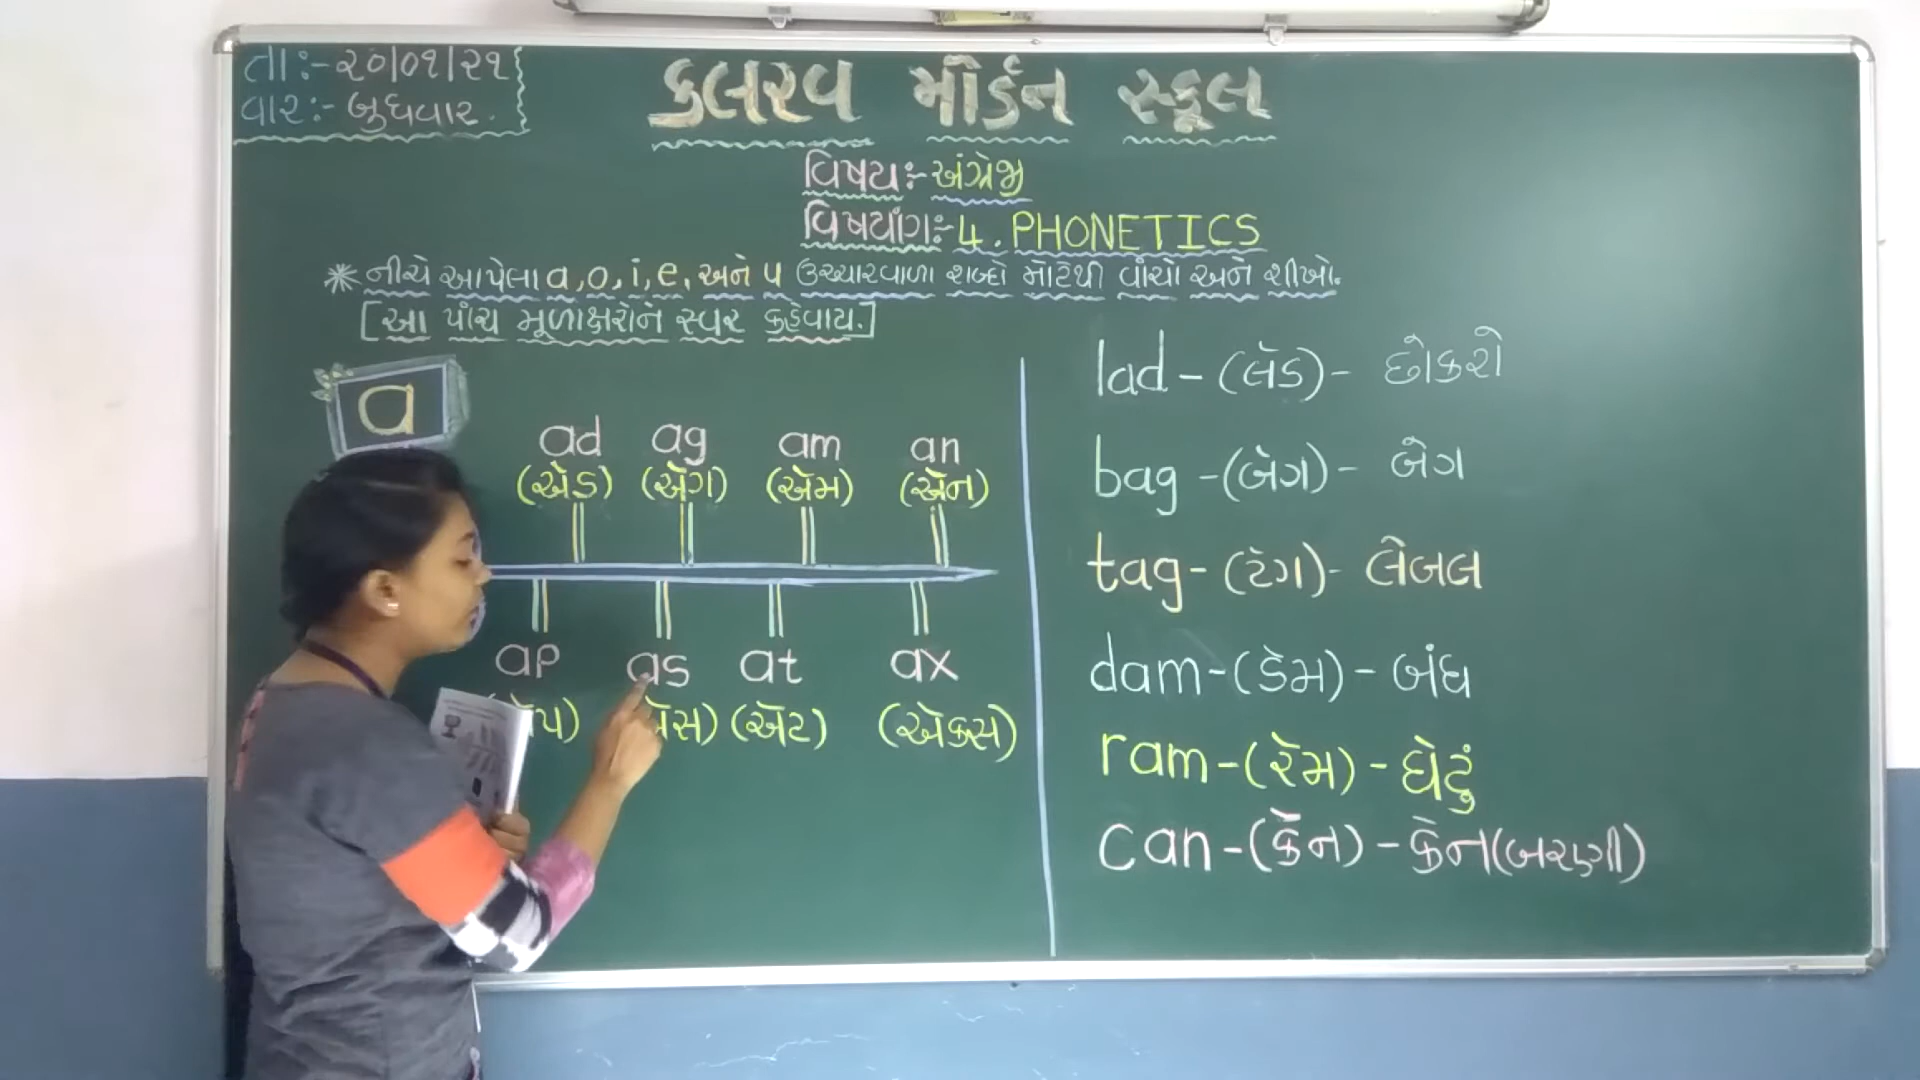 તા:-૨૦/૦૧/૨૧
વાર:- બુધવાર.
કલરવ મોર્ડન સ્કૂલ
વિષય:- અંગ્રેજી
વિષયાંગ:- 4. PHONETICS
* નીચે આપેલા a, o, i, e, અને u ઉચ્ચારવાળા શબ્દો મોટેથી વાંચો અને શીખો.
[આ પાંચ મૂળાક્ષરોને સ્વર કહેવાય.]
a
ad ag am an
(ઍડ) (ઍગ) (ઍમ) (ઍન)
ap as at ax
(ઍટ) (ઍક્સ)
lad - (લૅડ) - છોકરો
bag - (બૅગ) - બેગ
tag - (ટૅગ) - લેબલ
dam - (ડૅમ) - બંધ
ram - (રૅમ) - ઘેટું
can - (કૅન) - કેન (બરણી)